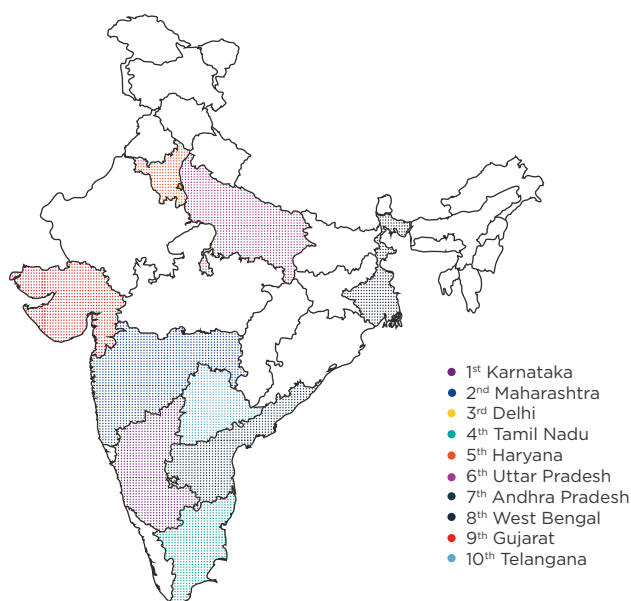 1st Karnataka
2nd Maharashtra
3rd Delhi
4th Tamil Nadu
5th Haryana
6th Uttar Pradesh
7th Andhra Pradesh
8th West Bengal
9th Gujarat
10th Telangana